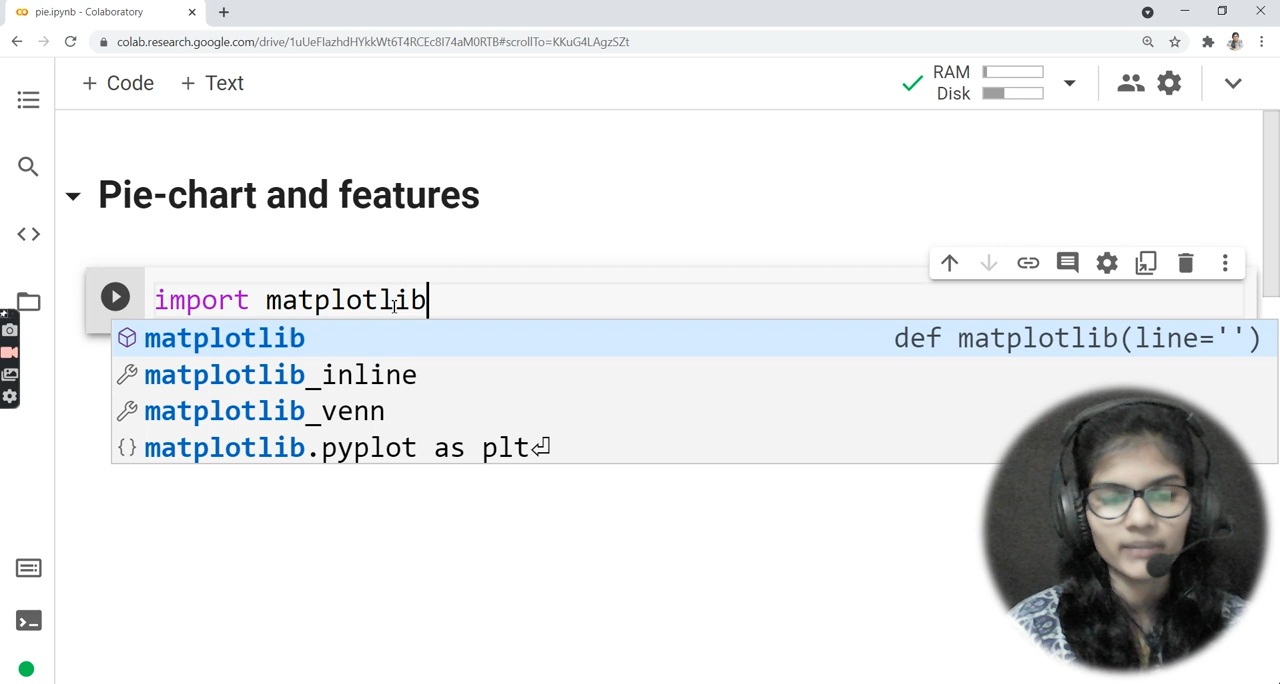 pie.ipynb - Colaboratory
colab.research.google.com/drive/1uUeFIazhdHYkkWt6T4RCEc8I74aM0RTB#scrollTo=KKuG4LAgzSZt
+ Code + Text
RAM
Disk
Pie-chart and features
import matplotlib
matplotlib def matplotlib(line='')
matplotlib_inline
matplotlib_venn
matplotlib.pyplot as plt